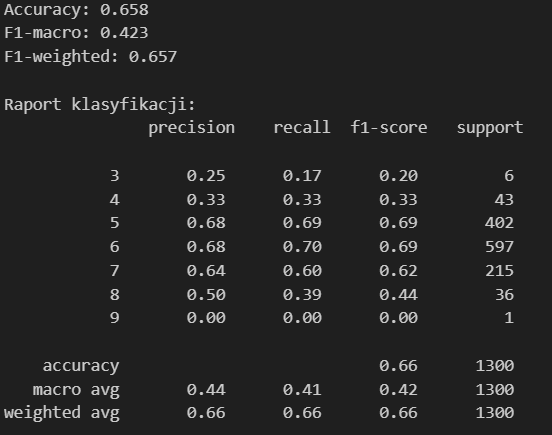 Accuracy: 0.658
F1-macro: 0.423
F1-weighted: 0.657
Raport klasyfikacji:
precision recall f1-score support
3 0.25 0.17 0.20 6
4 0.33 0.33 0.33 43
5 0.68 0.69 0.69 402
6 0.68 0.70 0.69 597
7 0.64 0.60 0.62 215
8 0.50 0.39 0.44 36
9 0.00 0.00 0.00 1
accuracy 0.66 1300
macro avg 0.44 0.41 0.42 1300
weighted avg 0.66 0.66 0.66 1300